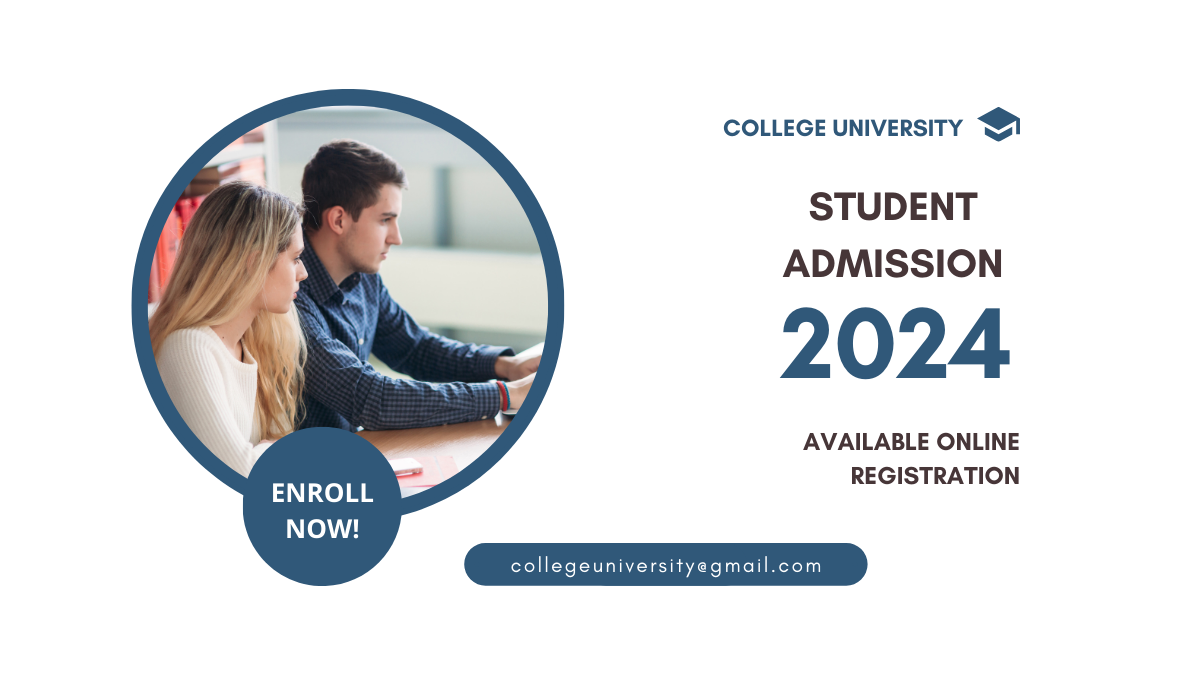 COLLEGE UNIVERSITY
STUDENT
ADMISSION
2024
AVAILABLE ONLINE
REGISTRATION
ENROLL
NOW!
collegeuniversity@gmail.com